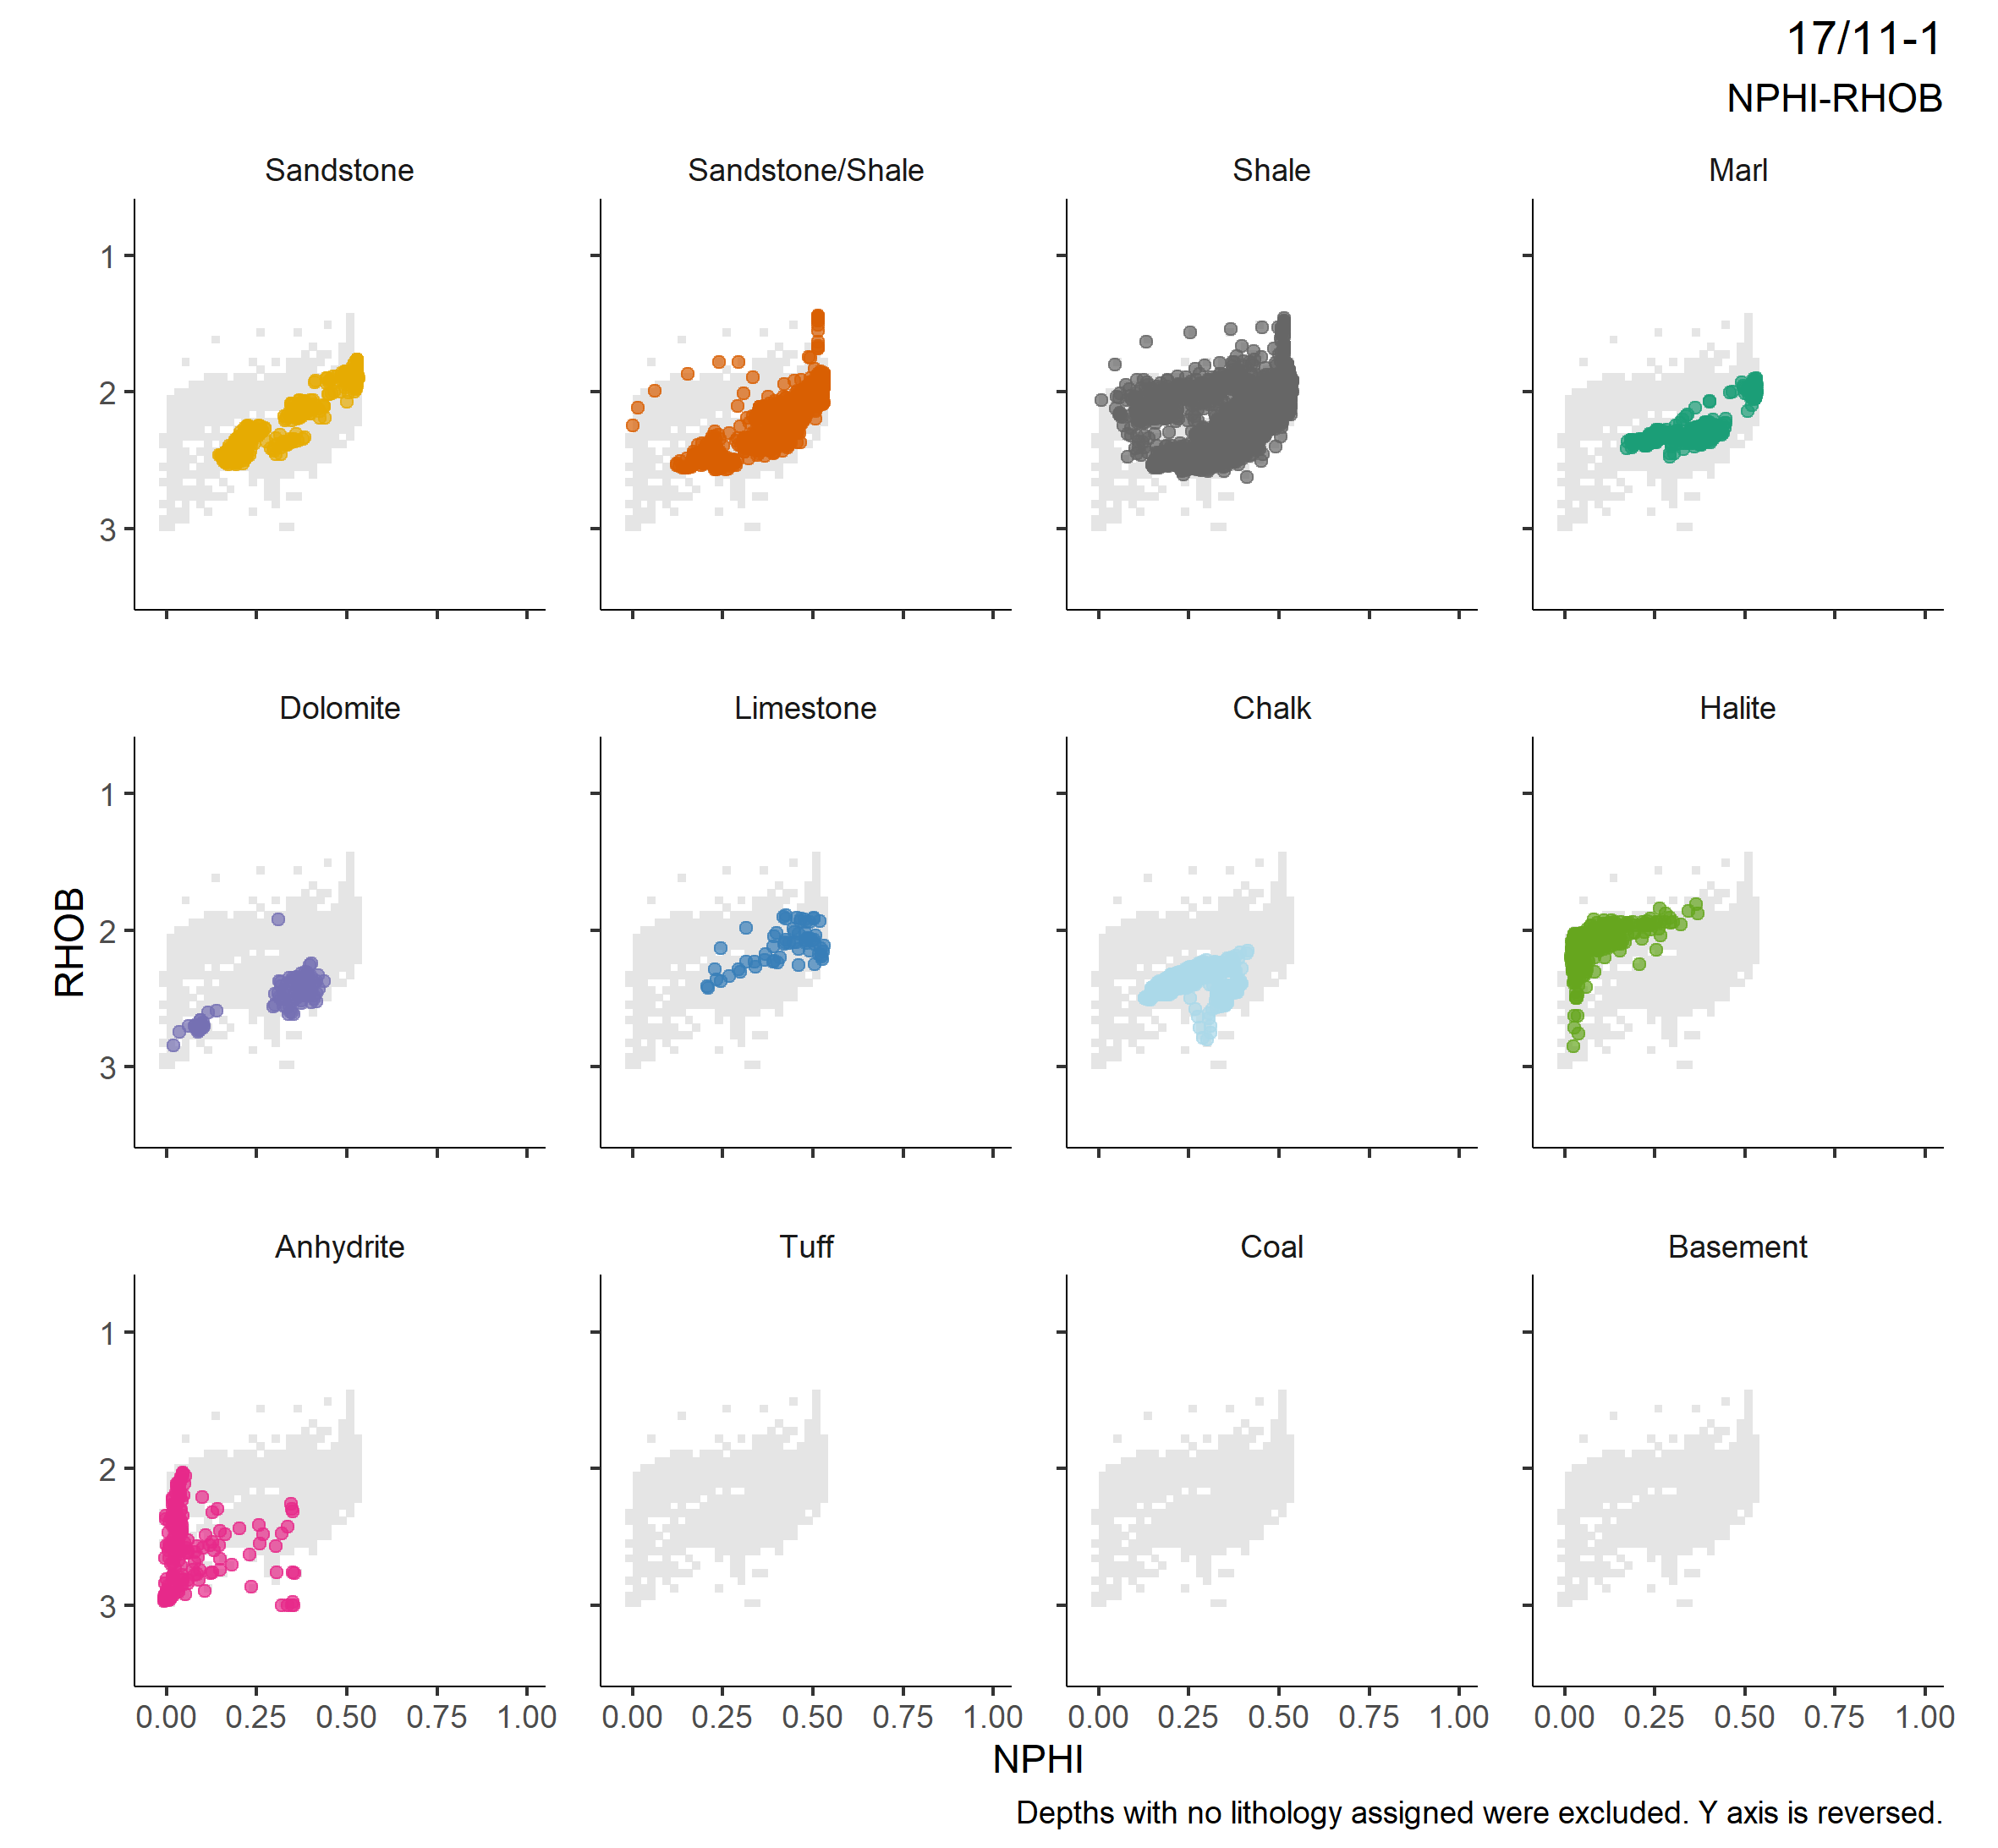 17/11-1
NPHI-RHOB
Sandstone
Sandstone/Shale
Shale
Marl
1
2
3
Dolomite
Limestone
Chalk
Halite
1
2
3
RHOB
Anhydrite
Tuff
Coal
Basement
1
2
3
0.00 0.25 0.50 0.75 1.00
0.00 0.25 0.50 0.75 1.00
0.00 0.25 0.50 0.75 1.00
0.00 0.25 0.50 0.75 1.00
NPHI
Depths with no lithology assigned were excluded. Y axis is reversed.